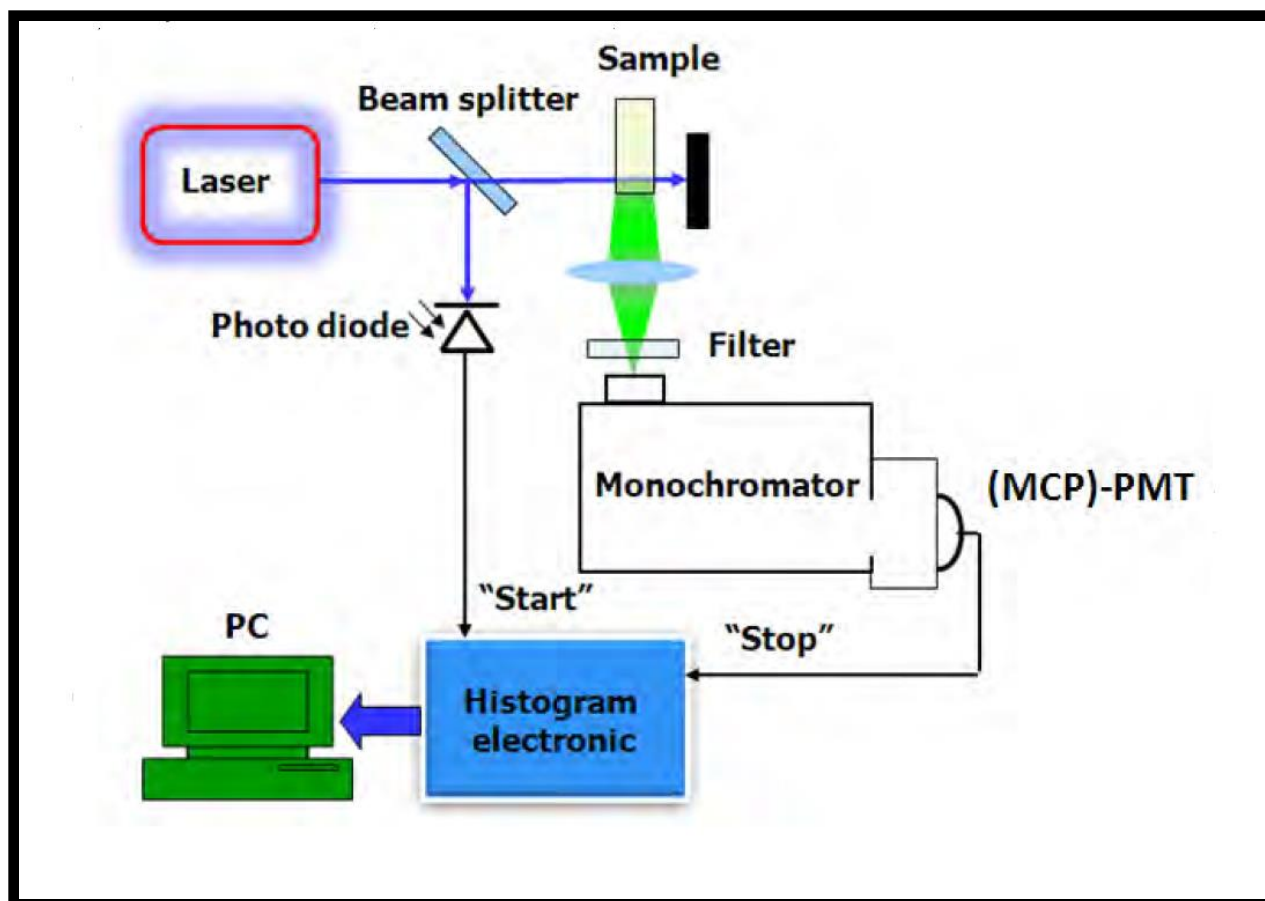 Sample
Beam splitter
Laser
Photo diode
Filter
Monochromator
(MCP)-PMT
“Start”
PC
“Stop”
Histogram
electronic